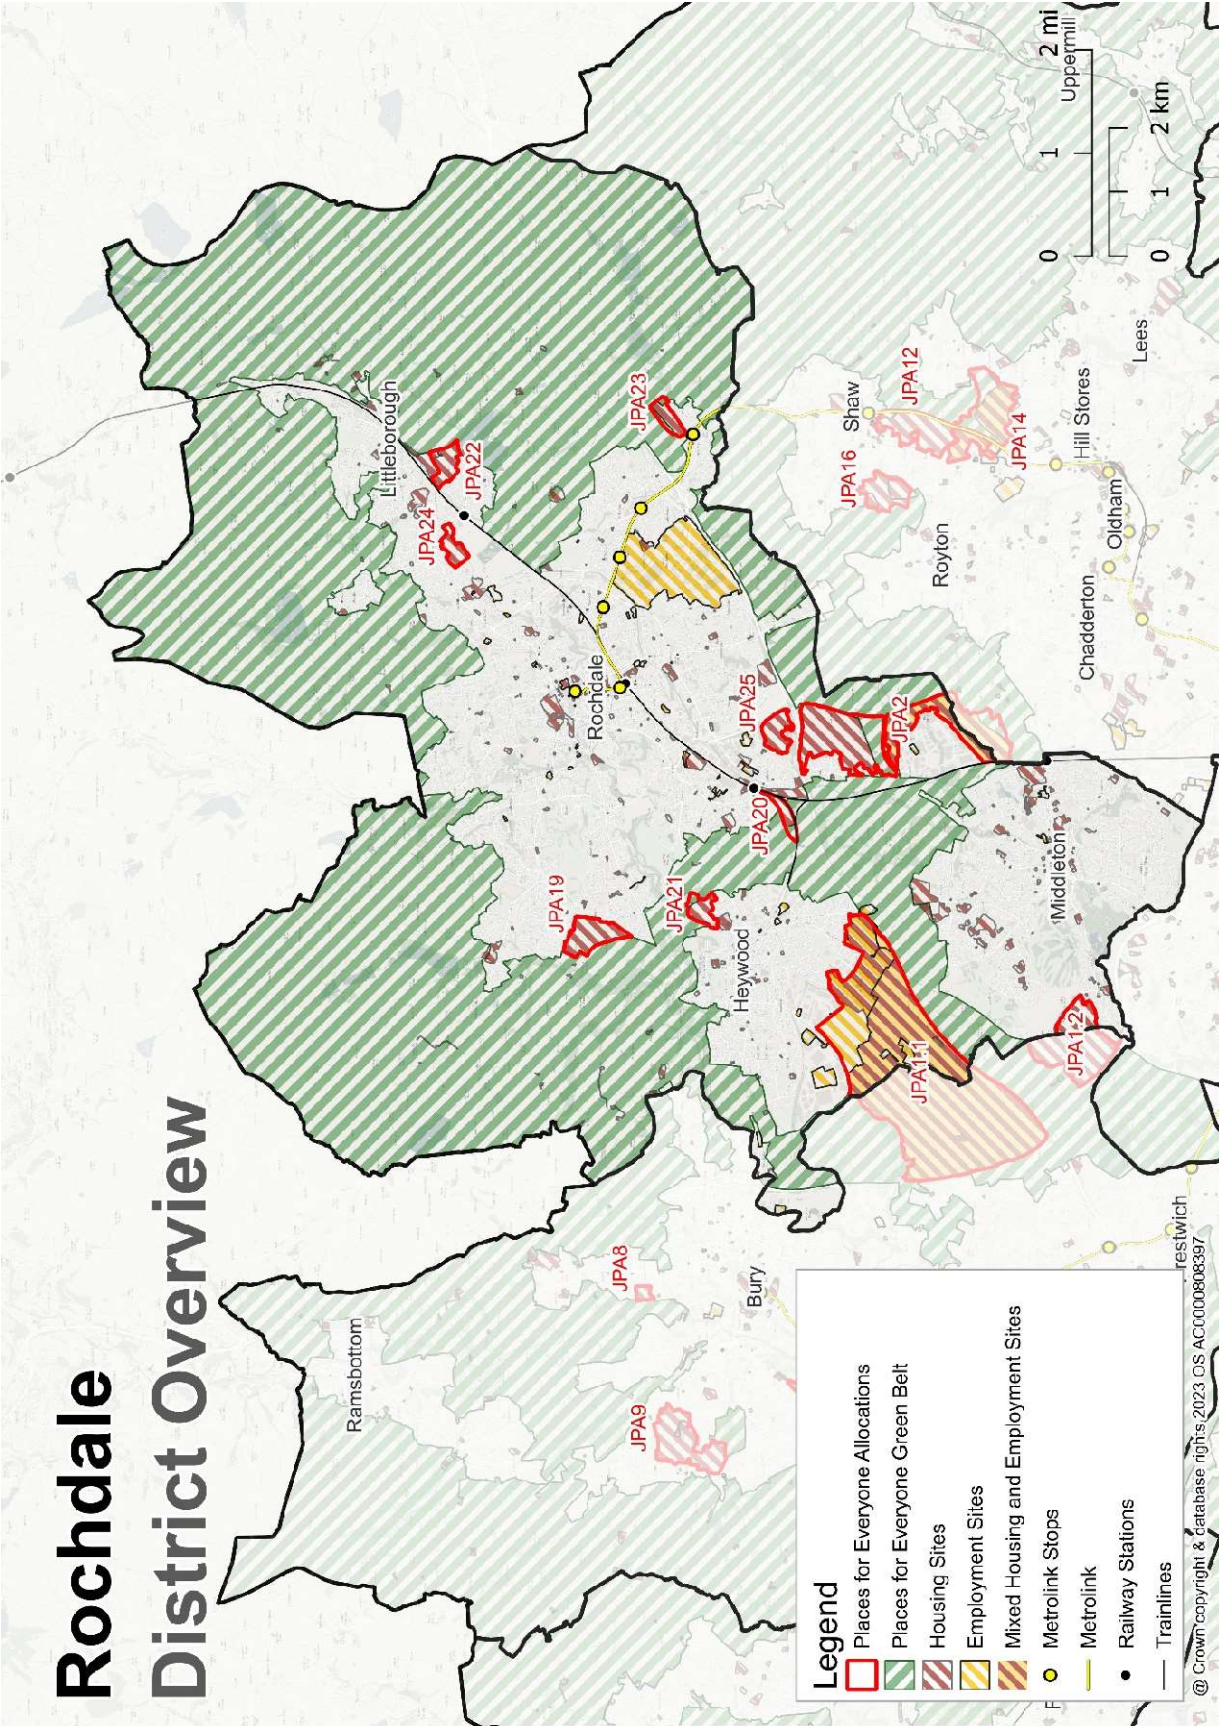 Rochdale
District Overview
Ramsbottom
Littleborough
JPA24
JPA22
JPA19
JPA8
JPA9
Bury
Rochdale
JPA23
JPA21
Heywood
JPA20
JPA25
JPA1.1
JPA2
JPA16
Shaw
JPA12
Royton
JPA14
Middleton
JPA1.2
Chadderton
Oldham
Hill Stores
Lees
Uppermill
restwich
0 1 2 mi
0 1 2 km
Legend
Places for Everyone Allocations
Places for Everyone Green Belt
Housing Sites
Employment Sites
Mixed Housing and Employment Sites
Metrolink Stops
Metrolink
Railway Stations
Trainlines
@ Crown copyright & database rights 2023 OS AC0000808397